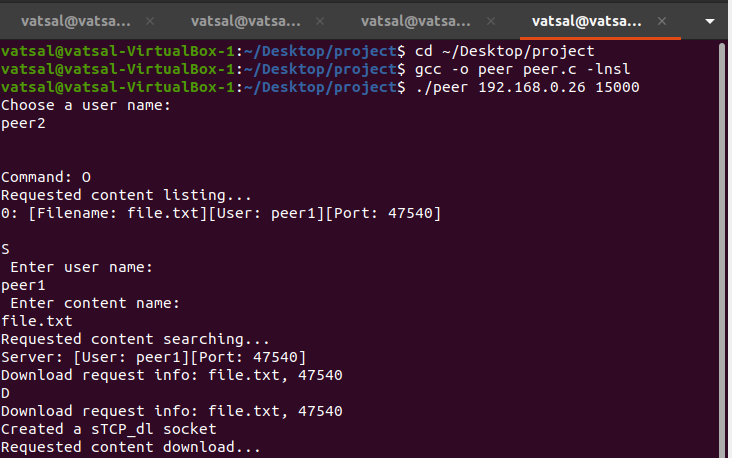 vatsal@vatsa... vatsal@vatsa... vatsal@vatsa... vatsal@vatsa...
vatsal@vatsal-VirtualBox-1:~/Desktop/project$ cd ~/Desktop/project
vatsal@vatsal-VirtualBox-1:~/Desktop/project$ gcc -o peer peer.c -lnsl
vatsal@vatsal-VirtualBox-1:~/Desktop/project$ ./peer 192.168.0.26 15000
Choose a user name:
peer2
Command: O
Requested content listing...
0: [Filename: file.txt][User: peer1][Port: 47540]
S
Enter user name:
peer1
Enter content name:
file.txt
Requested content searching...
Server: [User: peer1][Port: 47540]
Download request info: file.txt, 47540
D
Download request info: file.txt, 47540
Created a sTCP_dl socket
Requested content download...